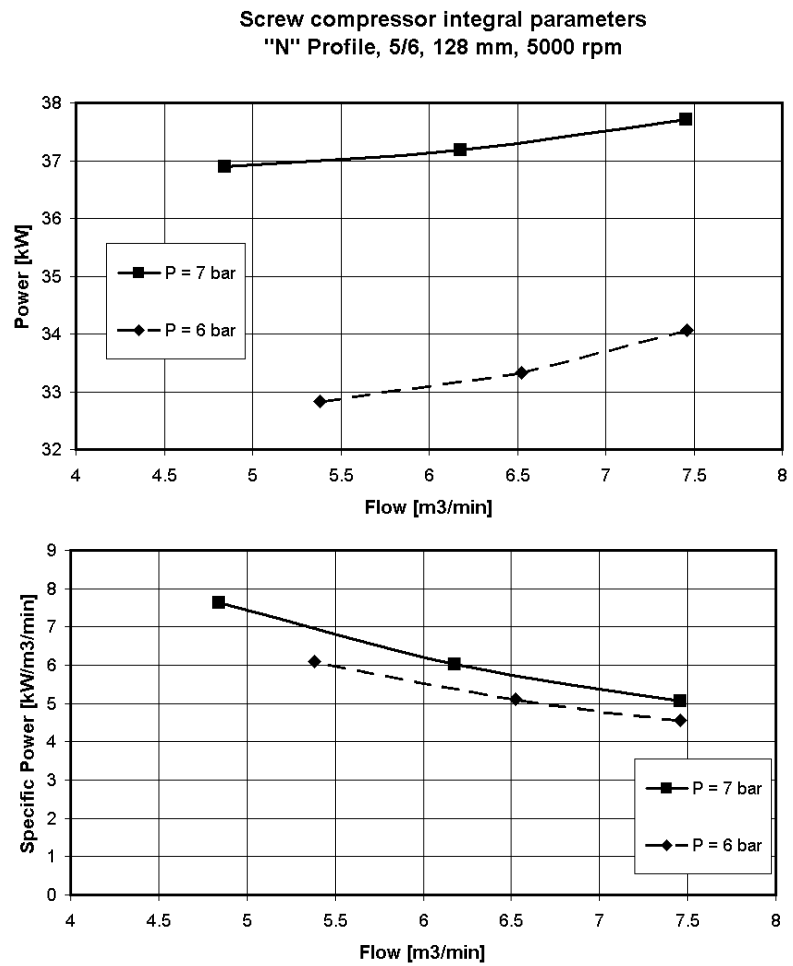 Screw compressor integral parameters
"N" Profile, 5/6, 128 mm, 5000 rpm
38
37
36
35
34
33
32
Power [kW]
P = 7 bar
P = 6 bar
4 4.5 5 5.5 6 6.5 7 7.5 8
Flow [m3/min]
9
8
7
6
5
4
3
2
1
0
Specific Power [kW/m3/min]
P = 7 bar
P = 6 bar
4 4.5 5 5.5 6 6.5 7 7.5 8
Flow [m3/min]